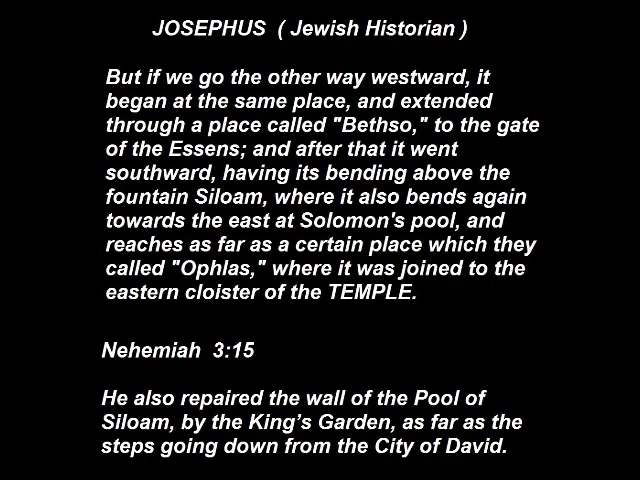 JOSEPHUS ( Jewish Historian )
But if we go the other way westward, it
began at the same place, and extended
through a place called "Bethso," to the gate
of the Essens; and after that it went
southward, having its bending above the
fountain Siloam, where it also bends again
towards the east at Solomon's pool, and
reaches as far as a certain place which they
called "Ophlas," where it was joined to the
eastern cloister of the TEMPLE.
Nehemiah 3:15
He also repaired the wall of the Pool of
Siloam, by the King’s Garden, as far as the
steps going down from the City of David.